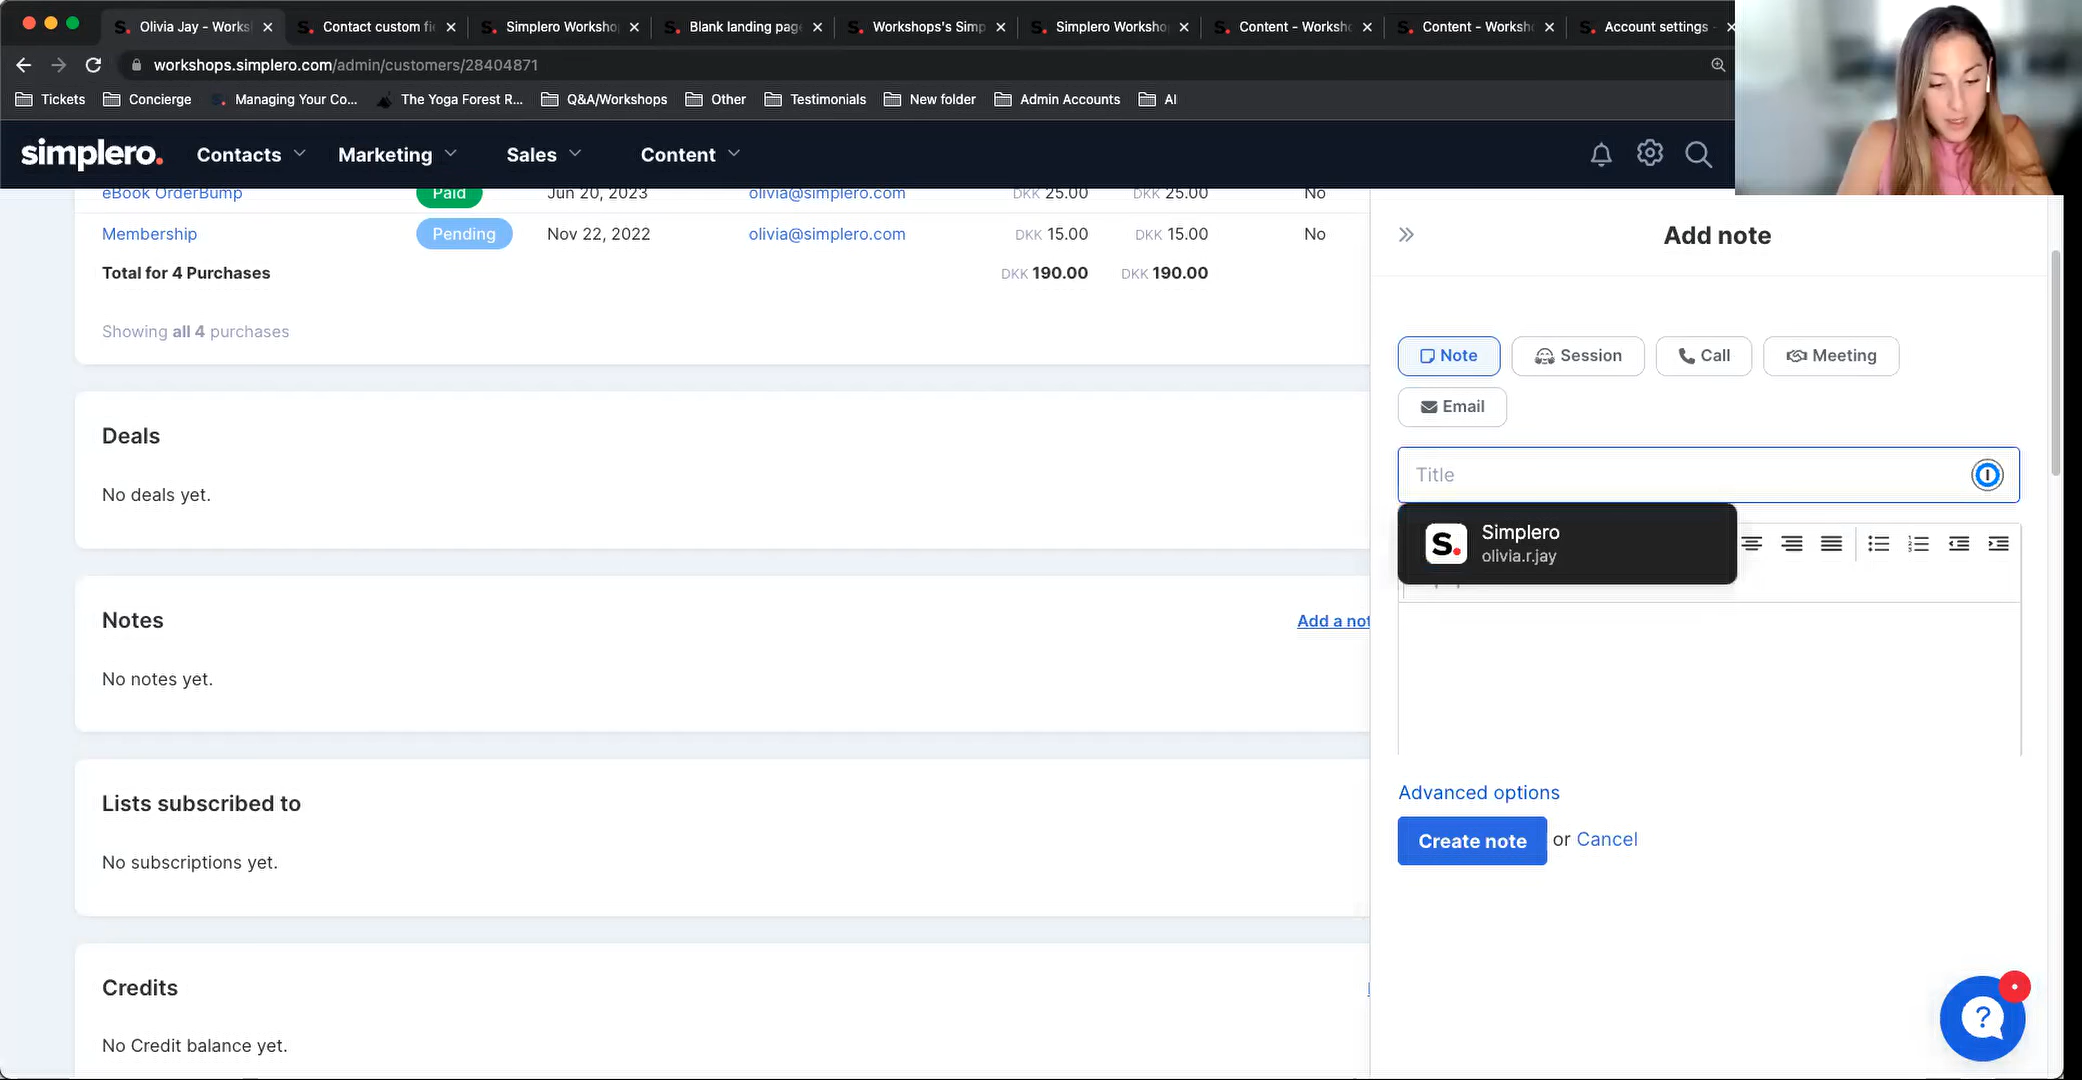 Olivia Jay - Works
Contact custom fi
Simplero Worksho
Blank landing page
Workshops's Simp
Simplero Worksho
Content - Worksh
Content - Worksh
Account settings -
workshops.simplero.com/admin/customers/28404871
Tickets
Concierge
Managing Your Co...
The Yoga Forest R...
Q&A/Workshops
Other
Testimonials
New folder
Admin Accounts
AI
simplero.
Contacts
Marketing
Sales
Content
eBook OrderBump Paid Jun 20, 2023 olivia@simplero.com DKK 25.00 DKK 25.00 No
Membership Pending Nov 22, 2022 olivia@simplero.com DKK 15.00 DKK 15.00 No
Total for 4 Purchases DKK 190.00 DKK 190.00
Showing all 4 purchases
Deals
No deals yet.
Notes
Add a not
No notes yet.
Lists subscribed to
No subscriptions yet.
Credits
No Credit balance yet.
Add note
Note
Session
Call
Meeting
Email
Title
S.
Simplero
olivia.r.jay
Advanced options
Create note or Cancel
?